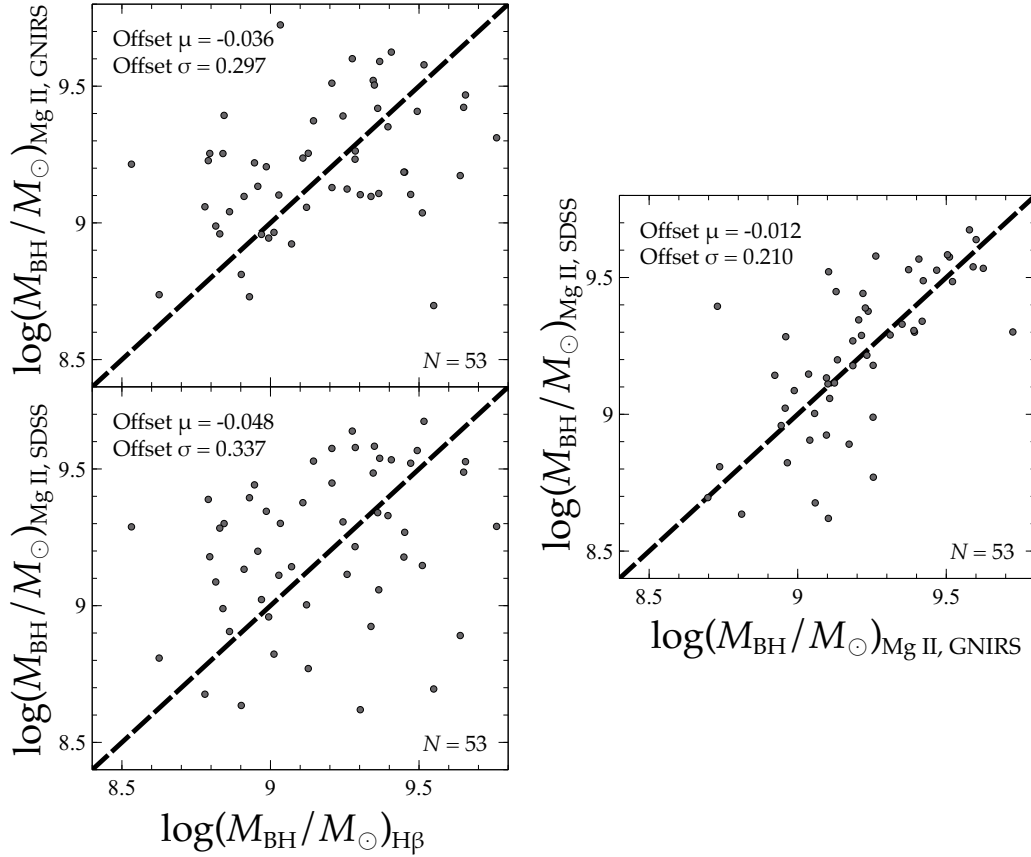 log(M_BH/M_⊙)_Mg II, GNIRS
Offset μ = -0.036
Offset σ = 0.297
9.5
9
8.5
N = 53
log(M_BH/M_⊙)_Mg II, SDSS
Offset μ = -0.048
Offset σ = 0.337
9.5
9
8.5
N = 53
8.5 9 9.5
log(M_BH/M_⊙)_Hβ
log(M_BH/M_⊙)_Mg II, SDSS
Offset μ = -0.012
Offset σ = 0.210
9.5
9
8.5
N = 53
8.5 9 9.5
log(M_BH/M_⊙)_Mg II, GNIRS